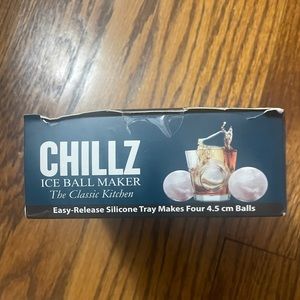 CHILLZ
ICE BALL MAKER
The Classic Kitchen
Easy-Release Silicone Tray Makes Four 4.5 cm Balls